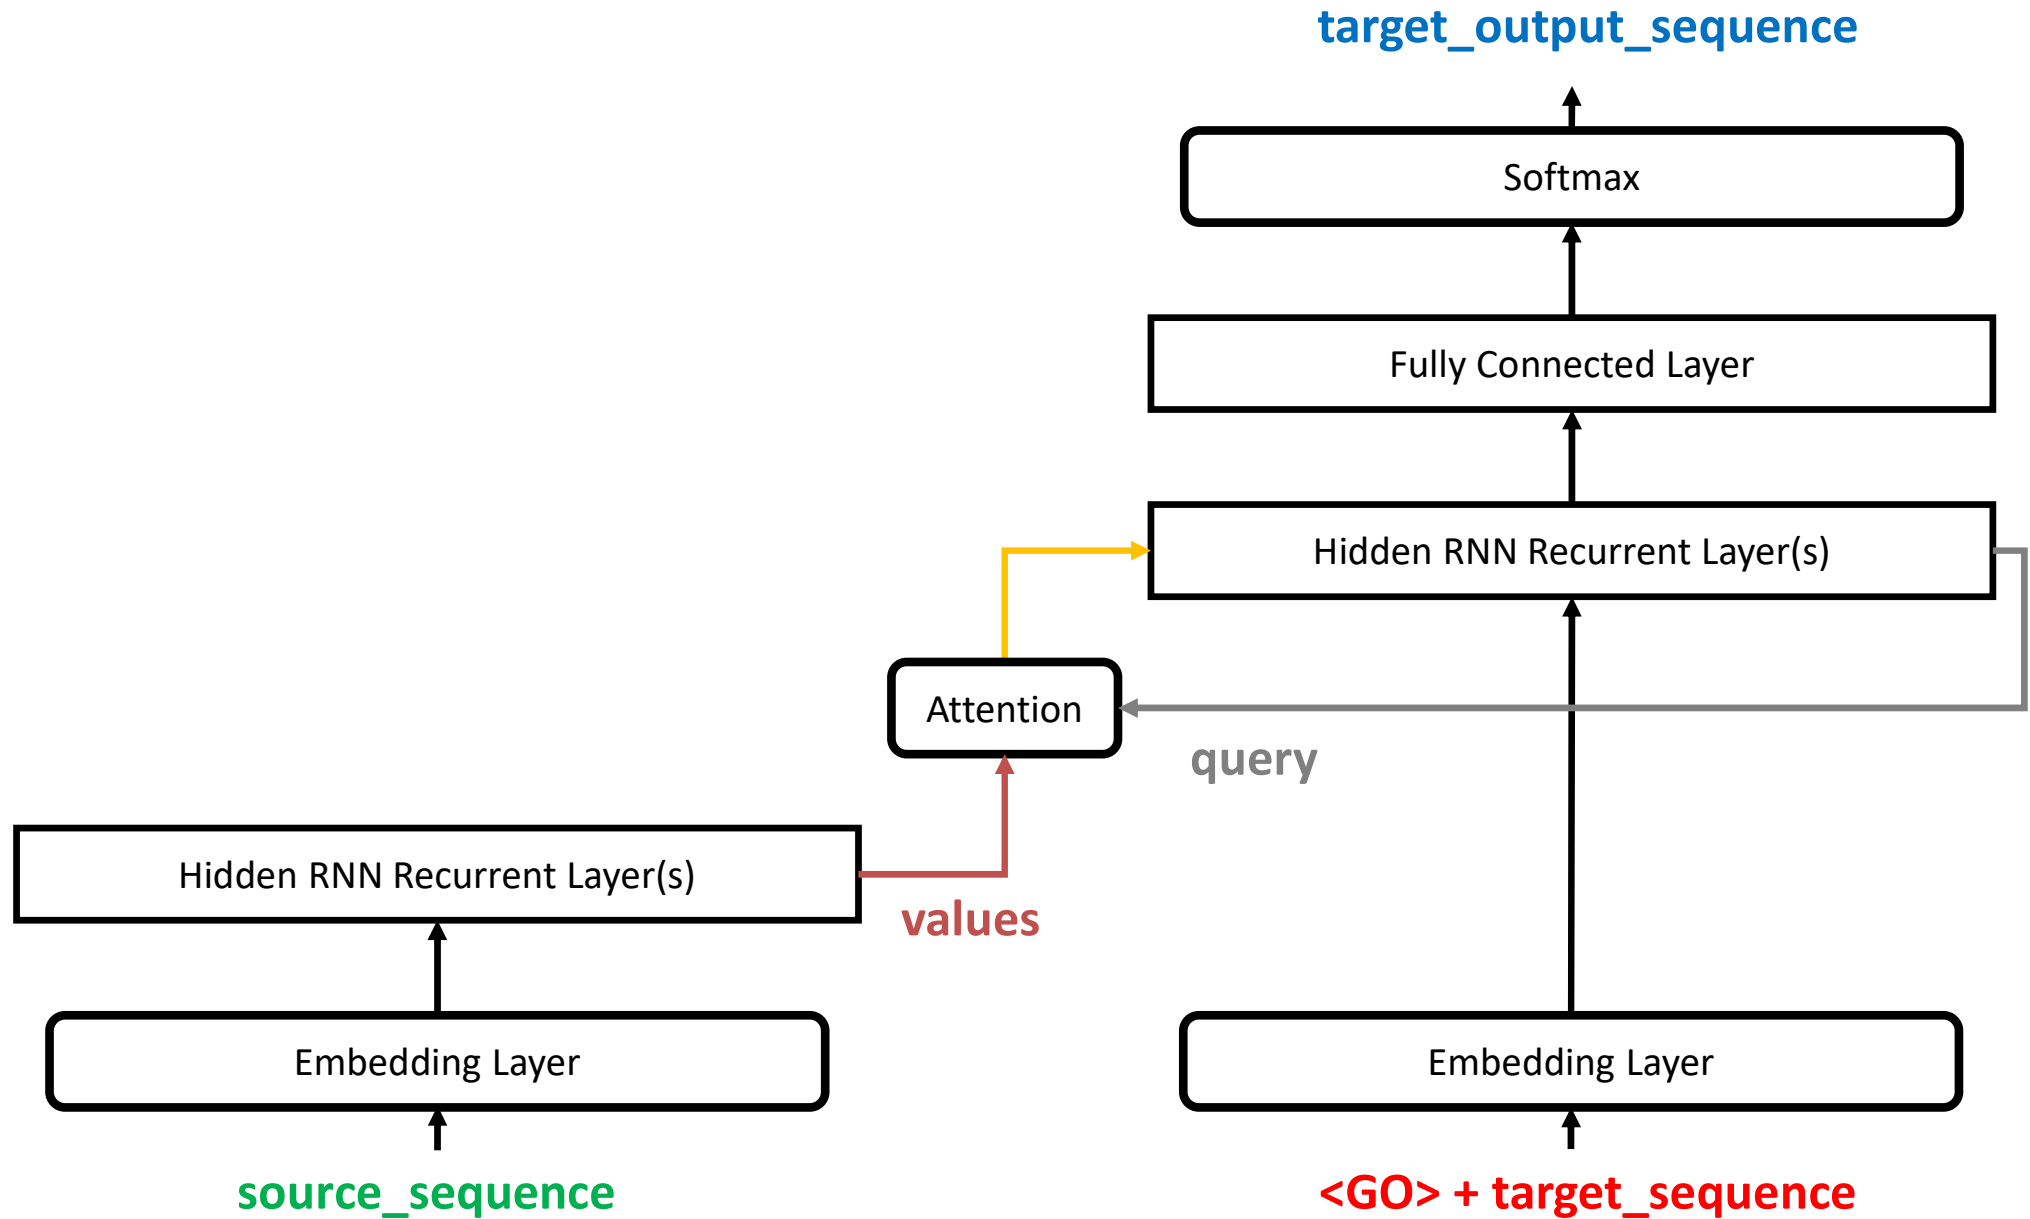 target_output_sequence
Softmax
Fully Connected Layer
Hidden RNN Recurrent Layer(s)
Attention
query
Hidden RNN Recurrent Layer(s)
values
Embedding Layer
Embedding Layer
source_sequence
<GO> + target_sequence